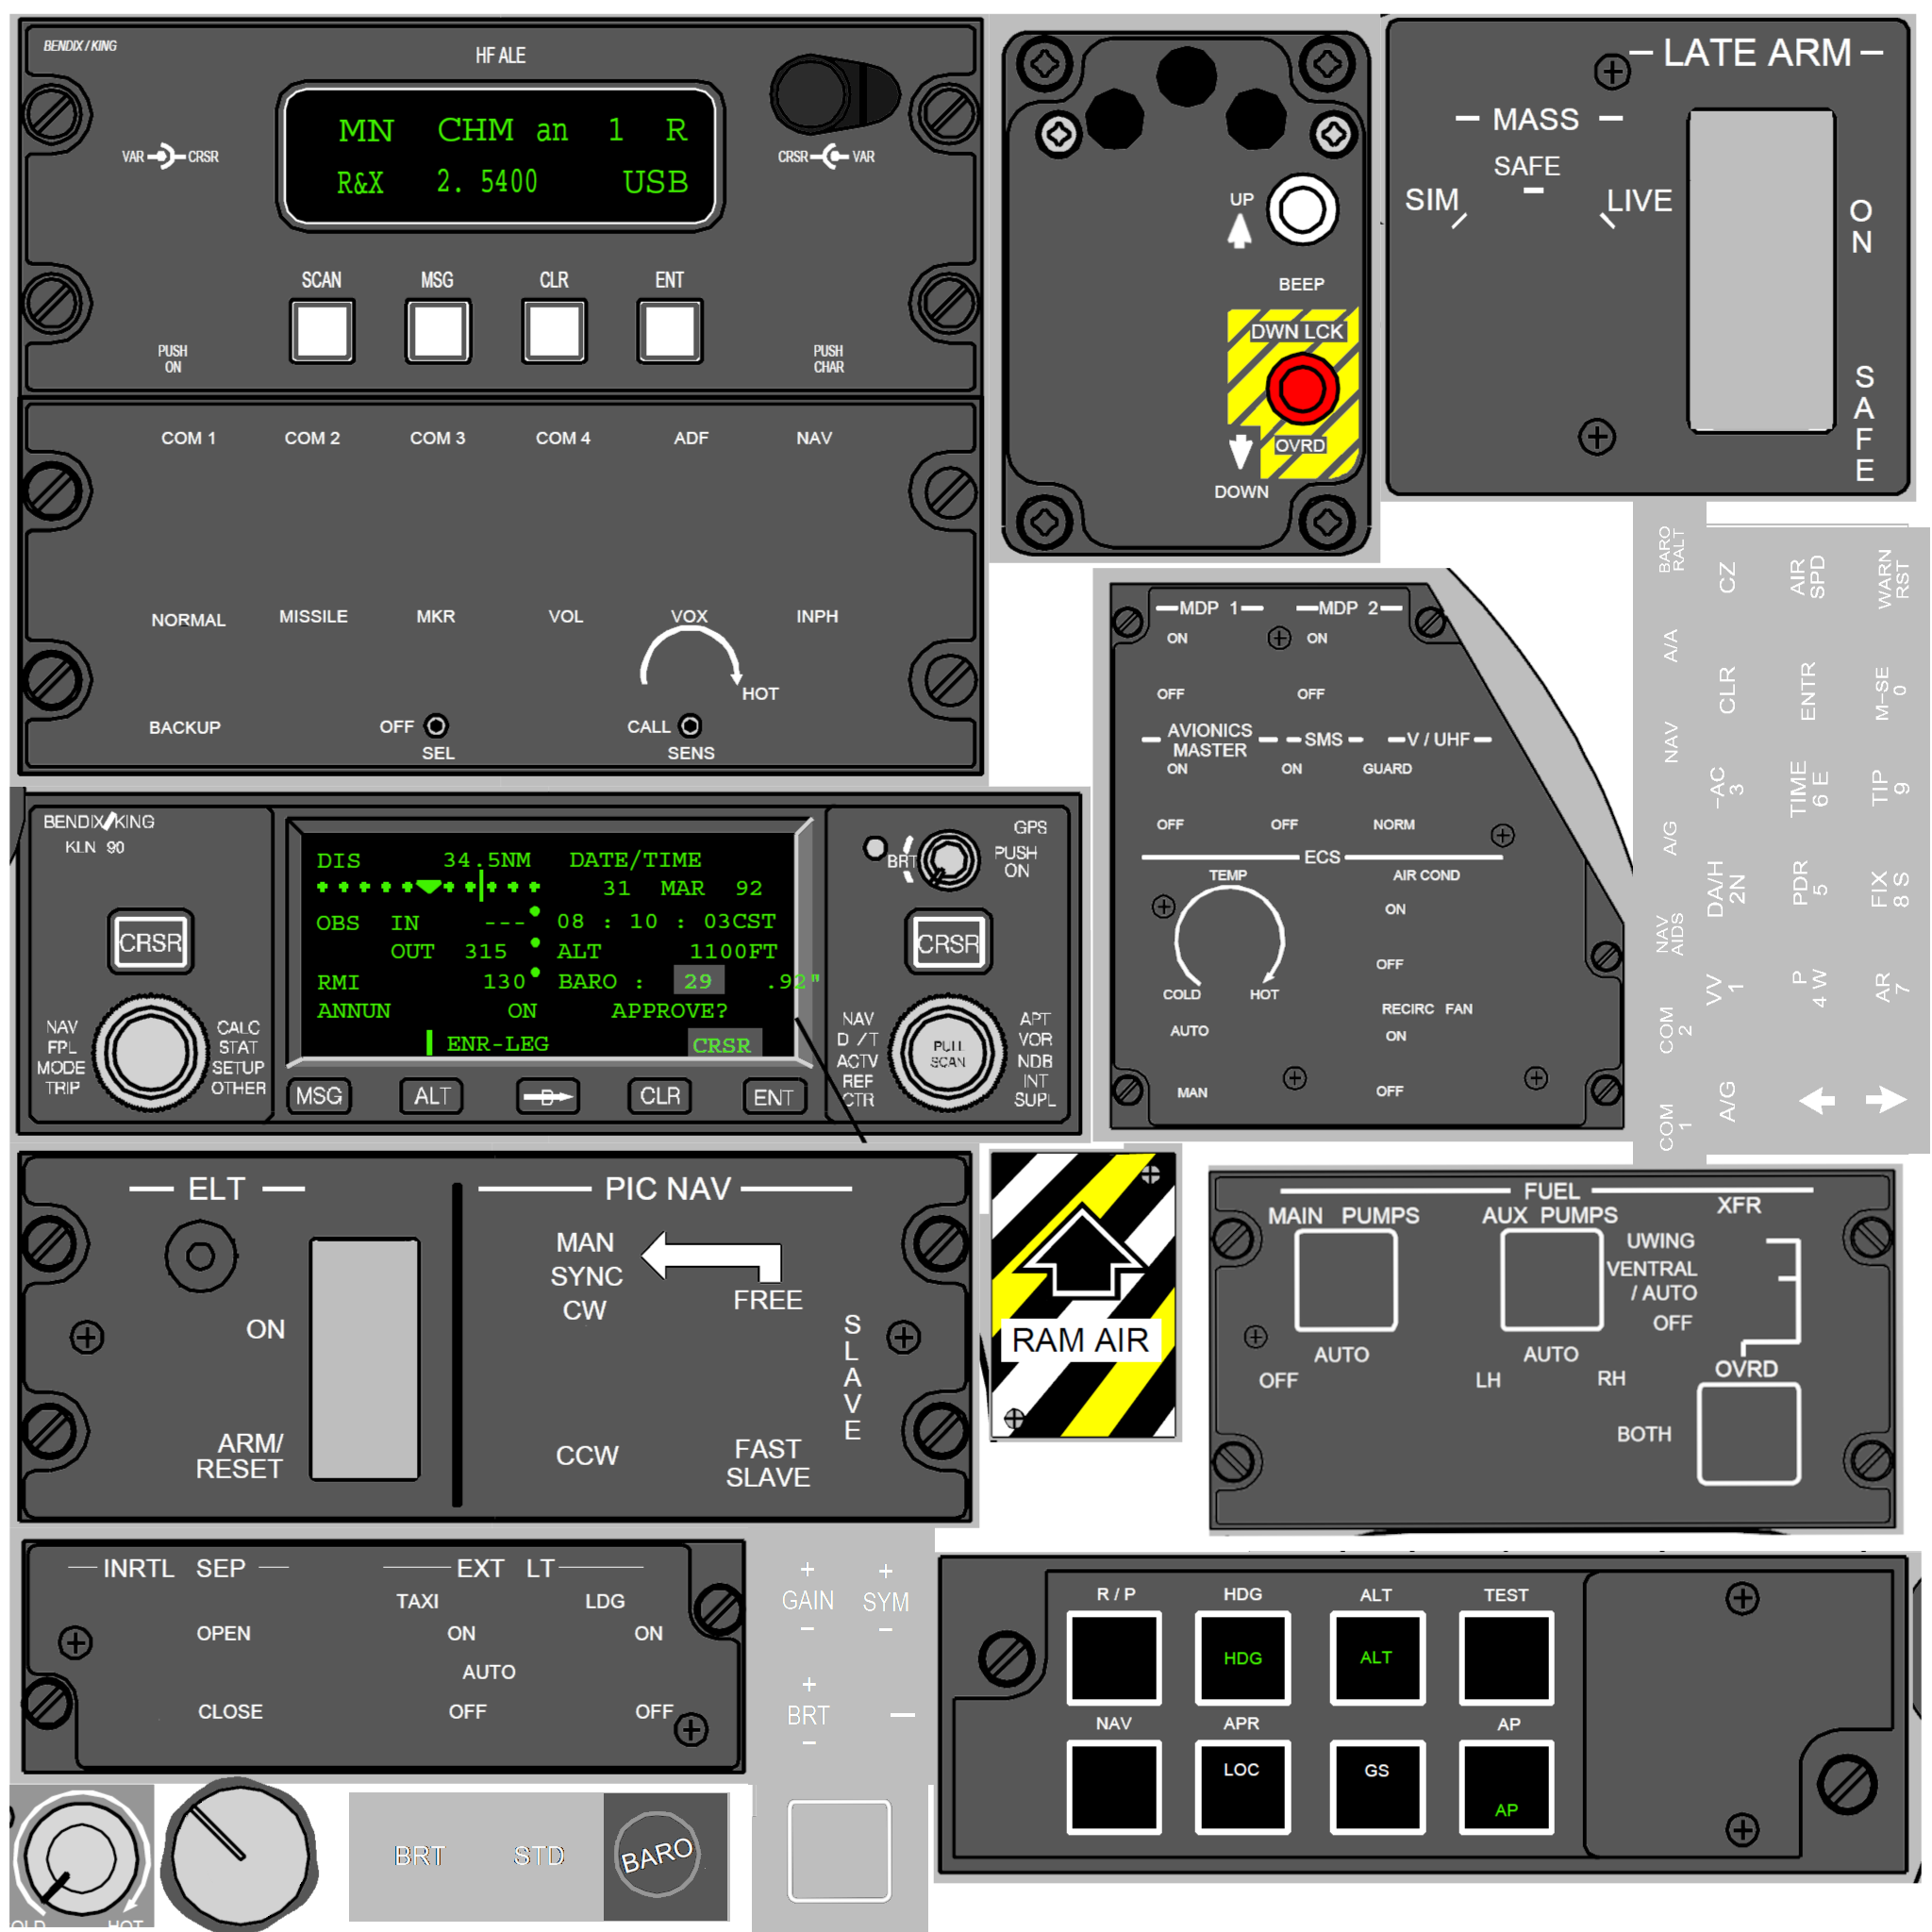 BENDIX/KING
HF ALE
MN CHM an 1 R
R&X 2. 5400 USB
VAR CRSR
CRSR VAR
SCAN MSG CLR ENT
PUSH
ON
PUSH
CHAR
UP
BEEP
DWN LCK
OVRD
DOWN
LATE ARM
MASS
SAFE
SIM LIVE
ON
SAFE
COM 1 COM 2 COM 3 COM 4 ADF NAV
NORMAL MISSILE MKR VOL VOX INPH
HOT
BACKUP OFF CALL
SEL SENS
MDP 1 MDP 2
ON ON
OFF OFF
AVIONICS
MASTER
SMS V / UHF
ON ON GUARD
OFF OFF NORM
ECS
TEMP AIR COND
ON
OFF
COLD HOT
RECIRC FAN
AUTO ON
MAN OFF
BARO
RALT
A/A
NAV
A/G
NAV
AIDS
COM
2
COM
1
CZ
CLR
-AC
3
DA/H
2N
VV
1
A/G
AIR
SPD
ENTR
TIME
6 E
PDR
5
P
4 W
WARN
RST
M-SE
0
TIP
9
FIX
8 S
AR
7
BENDIX/KING
KLN 90
CRSR
NAV CALC
FPL STAT
MODE SETUP
TRIP OTHER
DIS 34.5NM DATE/TIME
31 MAR 92
OBS IN --- 08 : 10 : 03CST
OUT 315 ALT 1100FT
RMI 130 BARO : 29 .92"
ANNUN ON APPROVE?
ENR-LEG CRSR
MSG ALT D CLR ENT
GPS
BRT PUSH
ON
CRSR
PULL
SCAN
NAV APT
D/T VOR
ACTV NDB
REF INT
CTR SUPL
ELT
ON
ARM/
RESET
PIC NAV
MAN
SYNC
CW
FREE
SLAVE
CCW
FAST
SLAVE
RAM AIR
FUEL
MAIN PUMPS AUX PUMPS XFR
UWING
VENTRAL
/ AUTO
OFF
AUTO AUTO
OFF LH RH
OVRD
BOTH
INRTL SEP EXT LT
TAXI LDG
OPEN ON ON
AUTO
CLOSE OFF OFF
+ +
GAIN SYM
- -
+
BRT
-
R / P HDG ALT TEST
HDG ALT
NAV APR AP
LOC GS
AP
HOT
BRT STD BARO